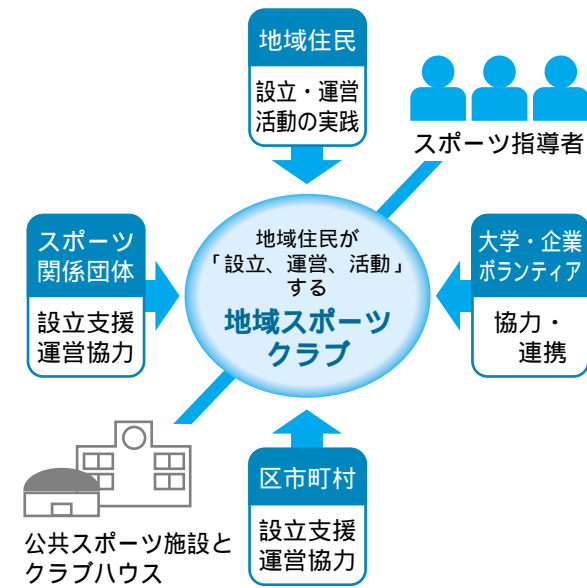 地域住民
設立・運営
活動の実践
スポーツ指導者
スポーツ
関係団体
設立支援
運営協力
地域住民が
「設立、運営、活動」
する
地域スポーツ
クラブ
大学・企業
ボランティア
協力・
連携
公共スポーツ施設と
クラブハウス
区市町村
設立支援
運営協力